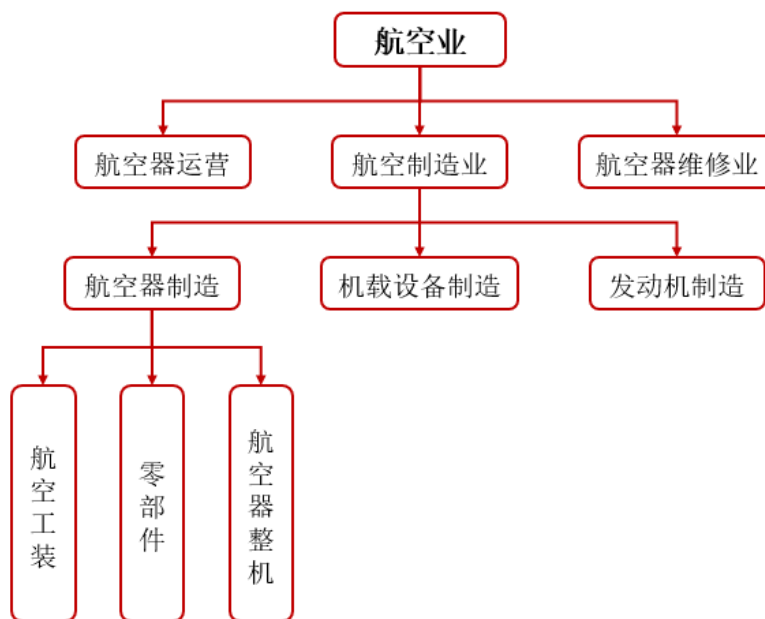 航空业
航空器运营
航空制造业
航空器维修业
航空器制造
机载设备制造
发动机制造
航空工装
零部件
航空器整机